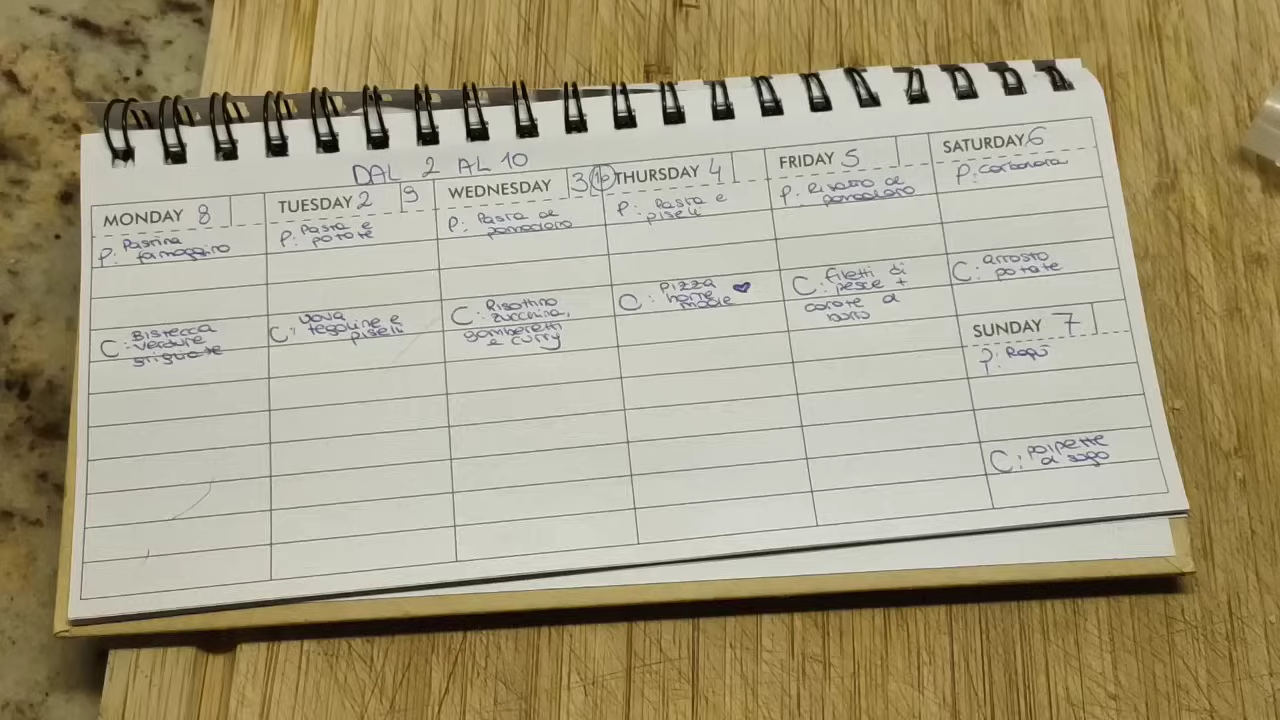 DAL 2 AL 10
MONDAY 8
P: Pastina
formaggino
C: Bistecca
verdure
grigliate
TUESDAY 2 9
P: Pasta e
patate
C: uova
tegoline e
piselli
WEDNESDAY 3 10
P: Pasta al
pomodoro
C: Risottino
zucchine,
gamberetti
e curry
THURSDAY 4
P: Pasta e
piselli
C: Pizza
FRIDAY 5
P: Risotto al
pomodoro
C: filetti di
pesce +
carote al
burro
SATURDAY 6
P: Carbonara
C: arrosto
patate
SUNDAY 7
P: Ragù
C: polpette
al sugo